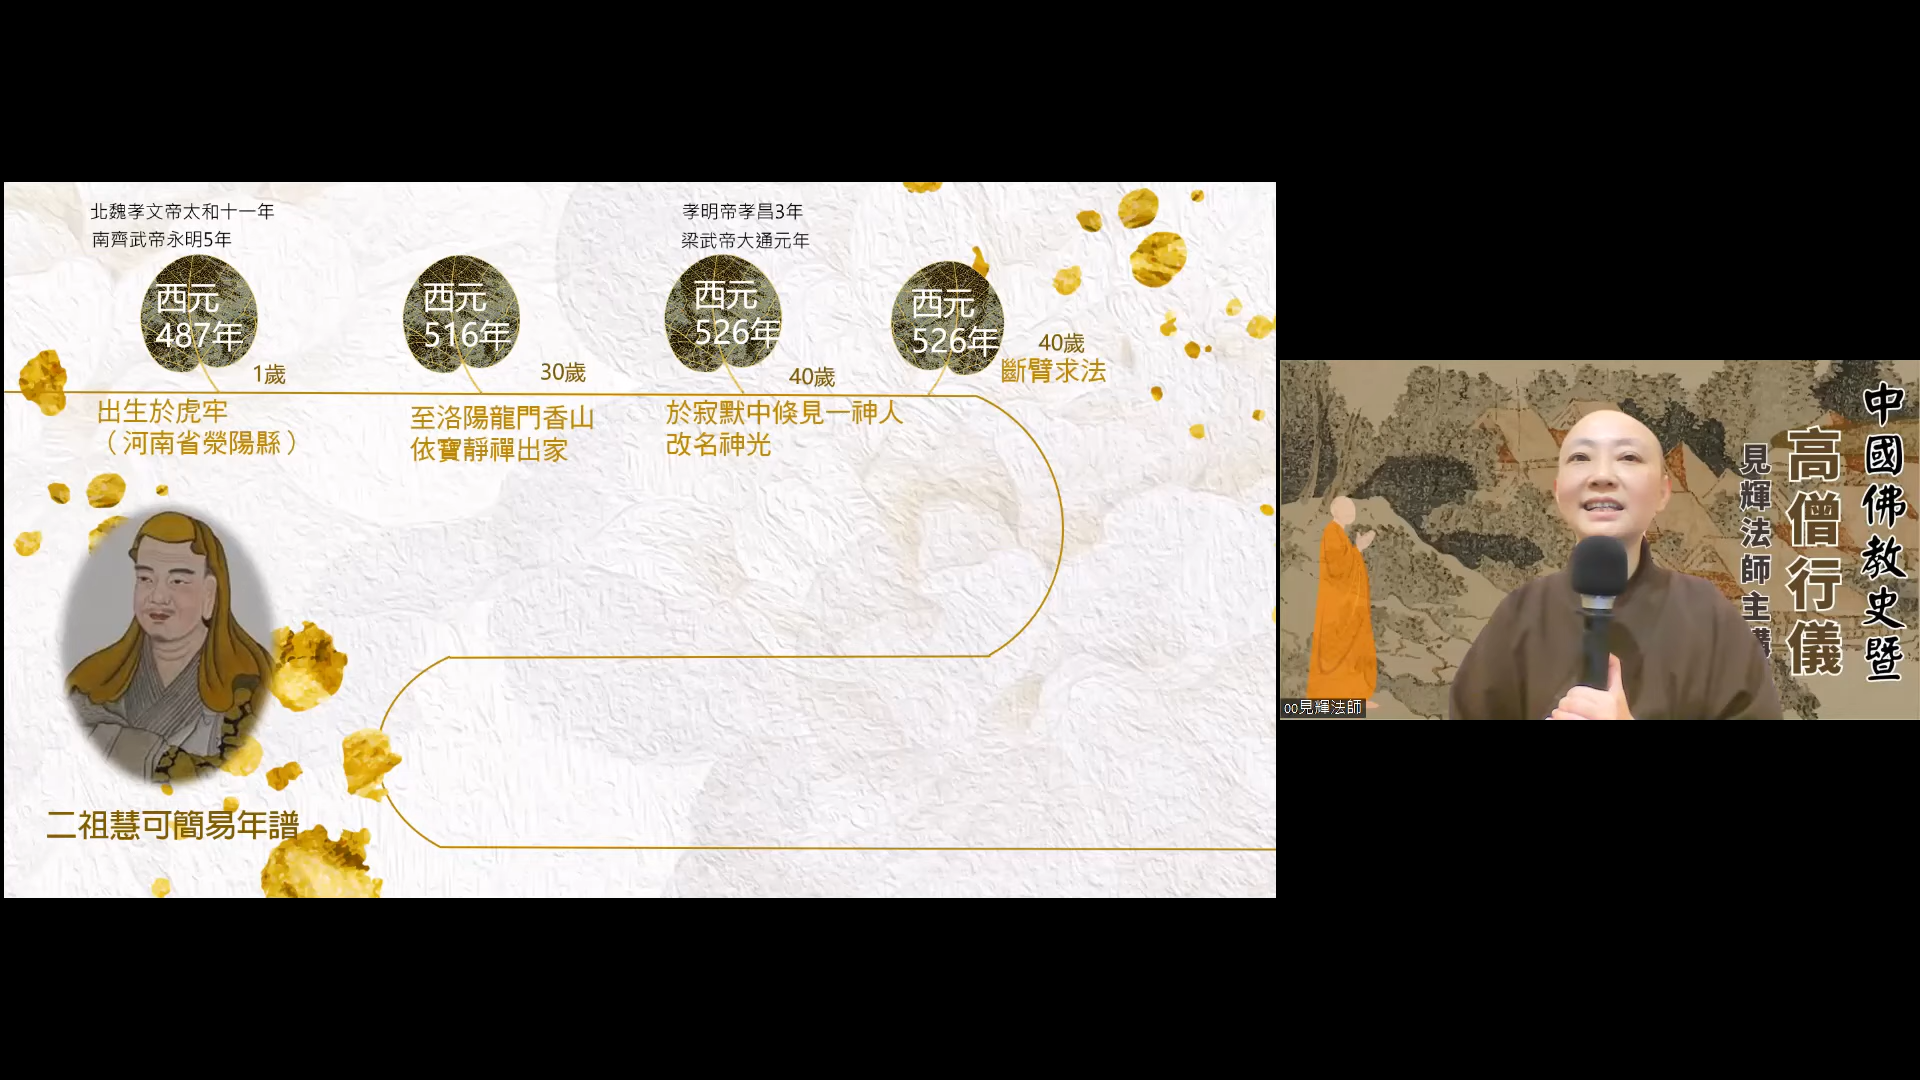 北魏孝文帝太和十一年
南齊武帝永明5年
西元
487年
1歲
出生於虎牢
（河南省滎陽縣）
西元
516年
30歲
至洛陽龍門香山
依寶靜禪出家
孝明帝孝昌3年
梁武帝大通元年
西元
526年
40歲
於寂默中倏見一神人
改名神光
西元
526年
40歲
斷臂求法
二祖慧可簡易年譜
中國佛教史暨
高僧行儀
見輝法師主講
00見輝法師